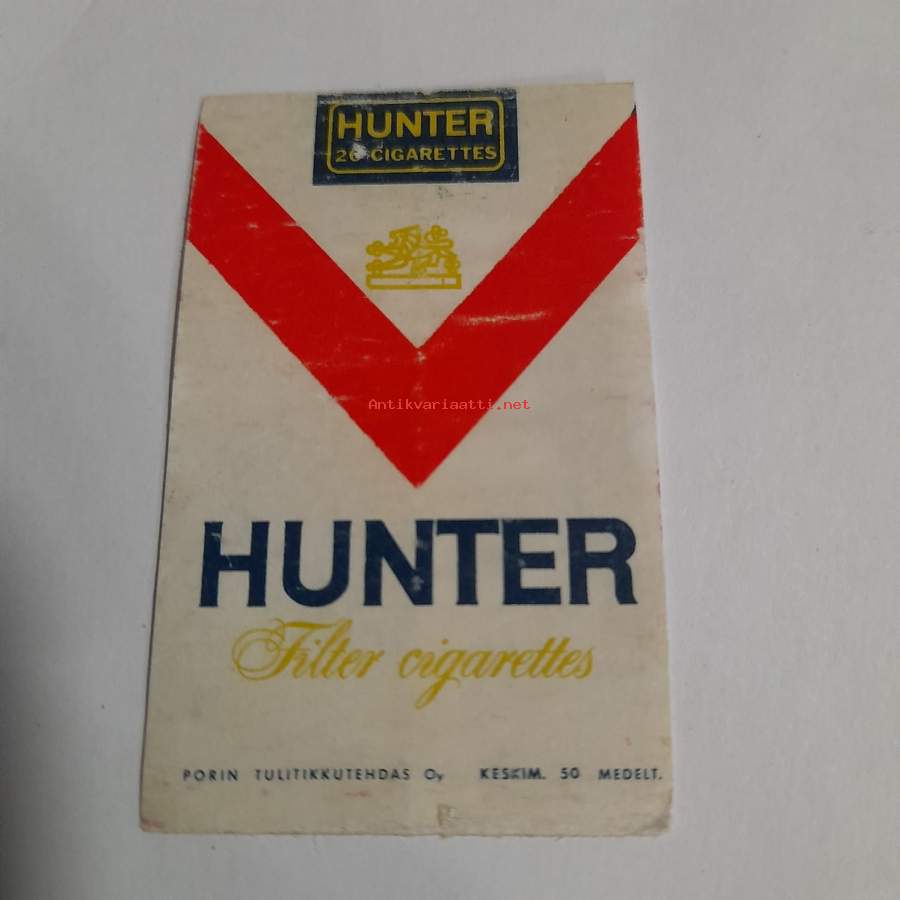 HUNTER
20 CIGARETTES
Antikvariaatti.net
HUNTER
Filter cigarettes
PORIN TULITIKKUTEHDAS Oy KESKIM. 50 MEDELT.